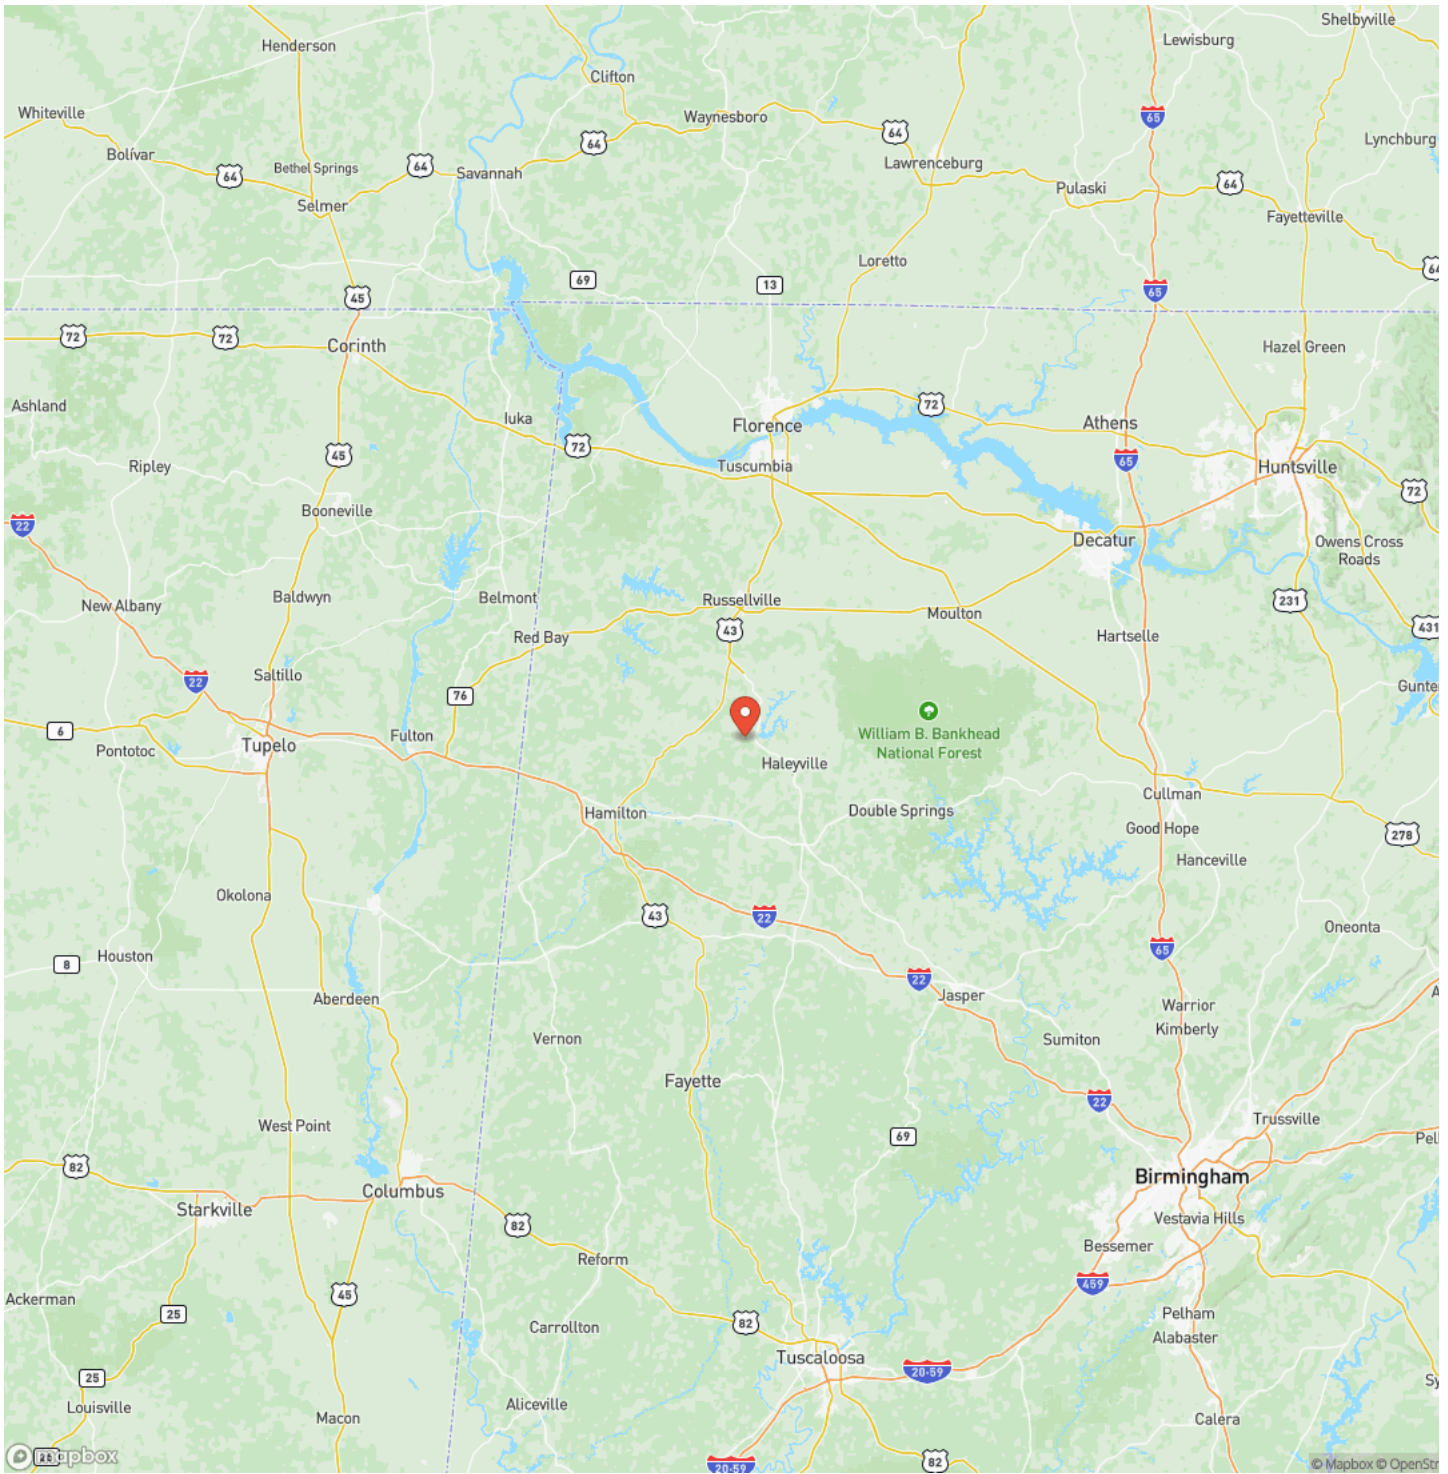 Shelbyville
Henderson
Lewisburg
Clifton
65
Whiteville
Waynesboro
64
64
Lynchburg
Bolívar
Bethel Springs
64
64
Savannah
Lawrenceburg
Pulaski
64
Selmer
Fayetteville
Loretto
64
69
13
45
65
72
72
Corinth
Hazel Green
Ashland
Iuka
72
Florence
Athens
72
45
65
Ripley
Tuscumbia
Huntsville
72
Booneville
22
Decatur
Owens Cross
Roads
New Albany
Baldwyn
Belmont
Russellville
Moulton
231
431
43
Red Bay
Hartselle
Saltillo
22
76
Gunte
6
Pontotoc
Tupelo
Fulton
William B. Bankhead
National Forest
Haleyville
Hamilton
Double Springs
Cullman
Good Hope
278
Hanceville
Okolona
43
22
Oneonta
65
Houston
8
22
Aberdeen
Jasper
A
Warrior
Kimberly
Vernon
Sumiton
Fayette
22
West Point
69
Trussville
Pel
82
Birmingham
Columbus
Starkville
82
Vestavia Hills
Bessemer
Reform
459
Ackerman
45
25
82
Pelham
Carrollton
Alabaster
Tuscaloosa
20-59
25
Sy
Louisville
Aliceville
Macon
Calera
mapbox
20-59
82
© Mapbox © OpenStr